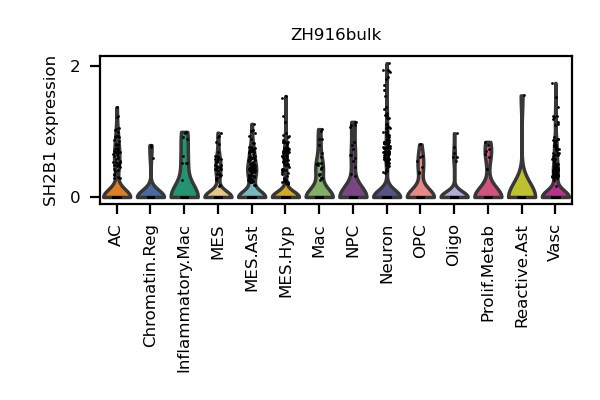 ZH916bulk
SH2B1 expression
2
0
AC
Chromatin.Reg
Inflammatory.Mac
MES
MES.Ast
MES.Hyp
Mac
NPC
Neuron
OPC
Oligo
Prolif.Metab
Reactive.Ast
Vasc